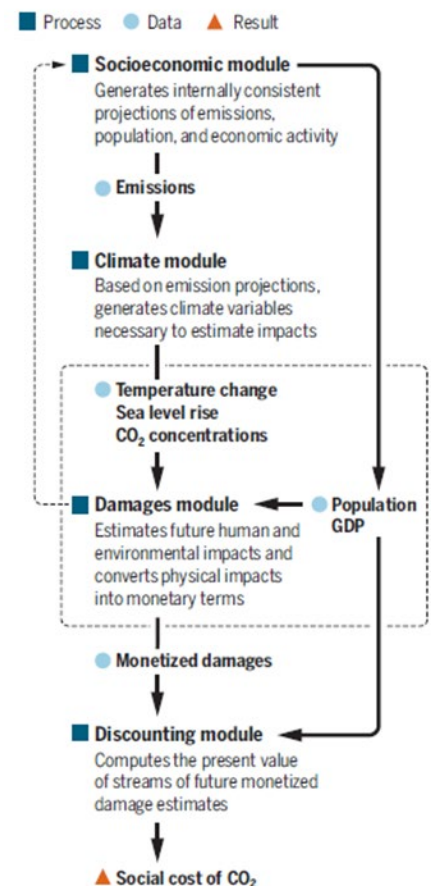 Process Data Result
Socioeconomic module
Generates internally consistent
projections of emissions,
population, and economic activity
Emissions
Climate module
Based on emission projections,
generates climate variables
necessary to estimate impacts
Temperature change
Sea level rise
CO₂ concentrations
Damages module
Estimates future human and
environmental impacts and
converts physical impacts
into monetary terms
Population
GDP
Monetized damages
Discounting module
Computes the present value
of streams of future monetized
damage estimates
Social cost of CO₂